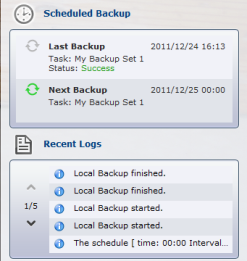 Scheduled Backup
Last Backup 2011/12/24 16:13
Task: My Backup Set 1
Status: Success
Next Backup 2011/12/25 00:00
Task: My Backup Set 1
Recent Logs
Local Backup finished.
Local Backup finished.
1/5 Local Backup started.
Local Backup started.
The schedule [ time: 00:00 Interval...